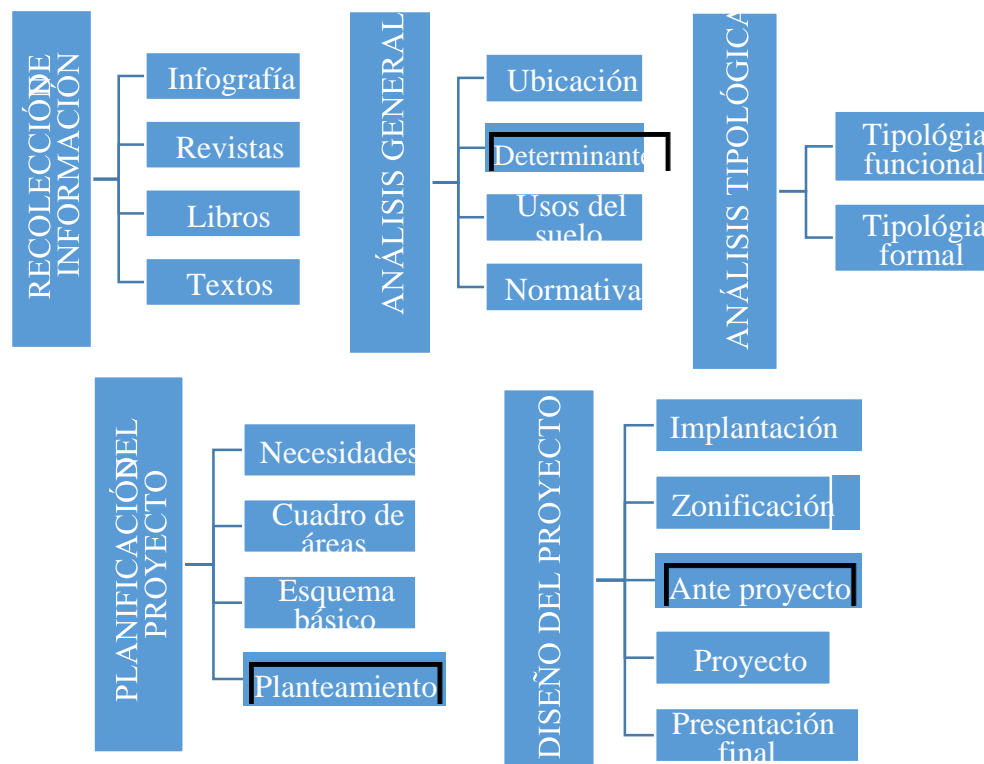 RECOLECCIÓN DE
INFORMACIÓN
Infografía
Revistas
Libros
Textos
ANÁLISIS GENERAL
Ubicación
Determinante
Usos del
suelo
Normativa
ANÁLISIS TIPOLÓGICA
Tipológia
funcional
Tipológia
formal
PLANIFICACIÓN DEL
PROYECTO
Necesidades
Cuadro de
áreas
Esquema
básico
Planteamiento
DISEÑO DEL PROYECTO
Implantación
Zonificación
Ante proyecto
Proyecto
Presentación
final